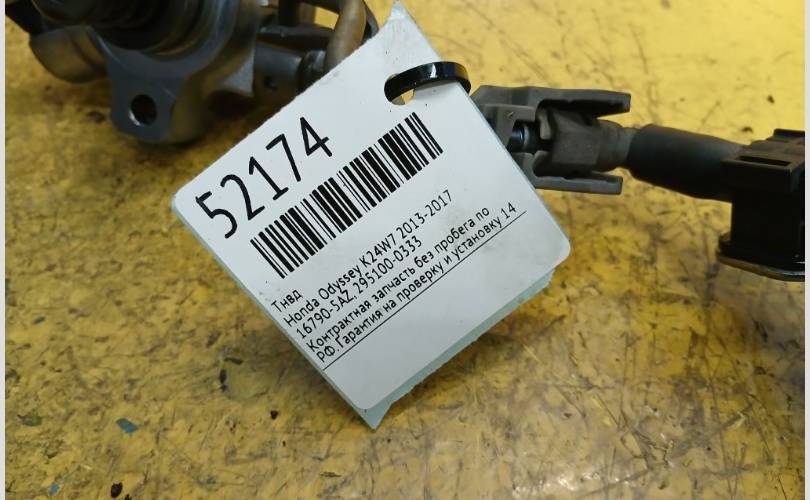 52174
Тнвд
Honda Odyssey K24W7 2013-2017
16790-5AZ, 295100-0333
Контрактная запчасть без пробега по
РФ. Гарантия на проверку и установку 14